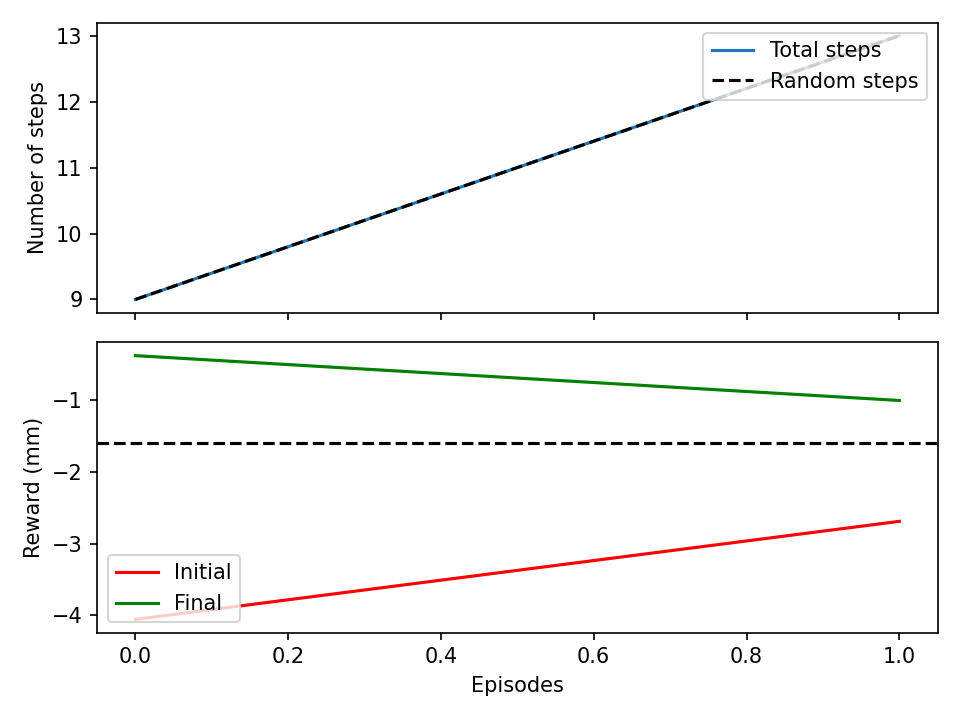 13
12
11
10
9
Number of steps
Total steps
Random steps
−1
−2
−3
−4
Reward (mm)
Initial
Final
0.0 0.2 0.4 0.6 0.8 1.0
Episodes